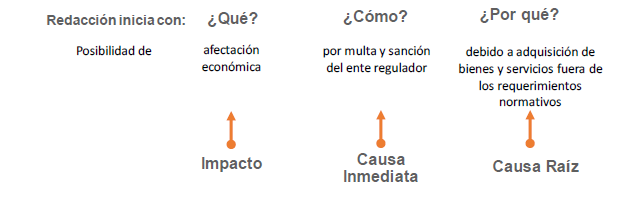 Redacción inicia con: ¿Qué? ¿Cómo? ¿Por qué?
Posibilidad de
afectación
económica
por multa y sanción
del ente regulador
debido a adquisición de
bienes y servicios fuera de
los requerimientos
normativos
Impacto
Causa
Inmediata
Causa Raíz